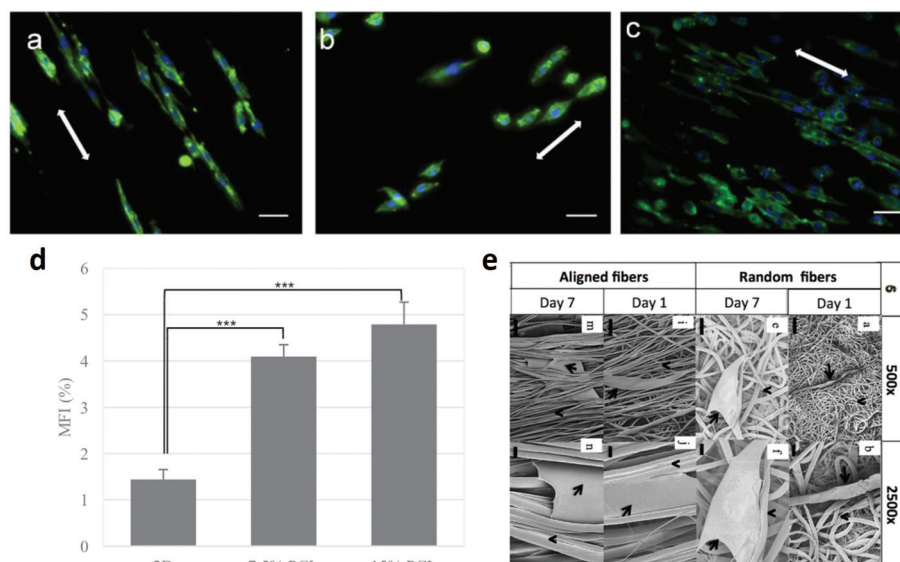 a
b
c
d
6
5
4
3
2
1
0
MFI (%)
***
***
e
Aligned fibers
Random fibers
6
Day 7
Day 1
Day 7
Day 1
m
i
e
a
500x
n
j
f
b
2500x